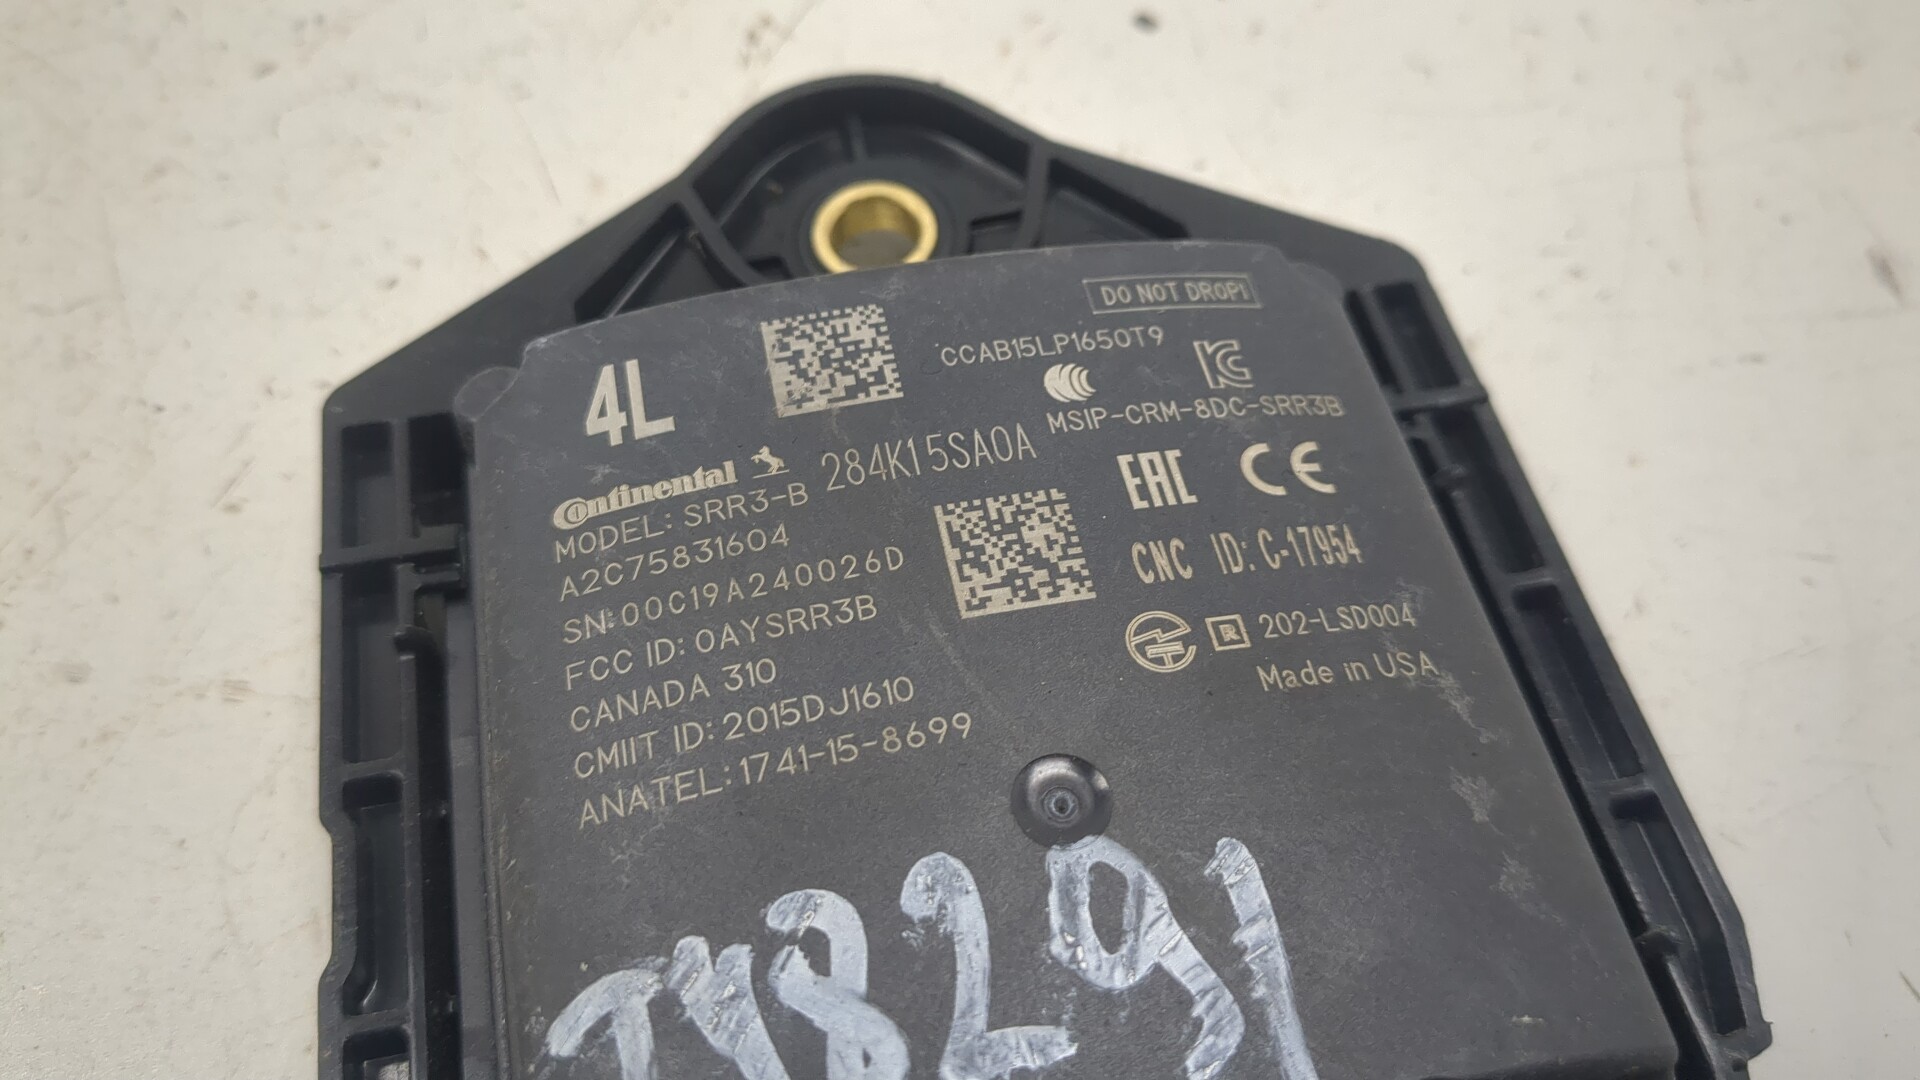 DO NOT DROP!
4L
CCAB15LP1650T9
MSIP-CRM-8DC-SRR3B
Continental 284K15SA0A
MODEL: SRR3-B
A2C75831604
SN:00C19A240026D
FCC ID: OAYSRR3B
CANADA 310
CMIIT ID: 2015DJ1610
ANATEL: 1741-15-8699
EAC CE
CNC ID: C-17954
R 202-LSD004
Made in USA